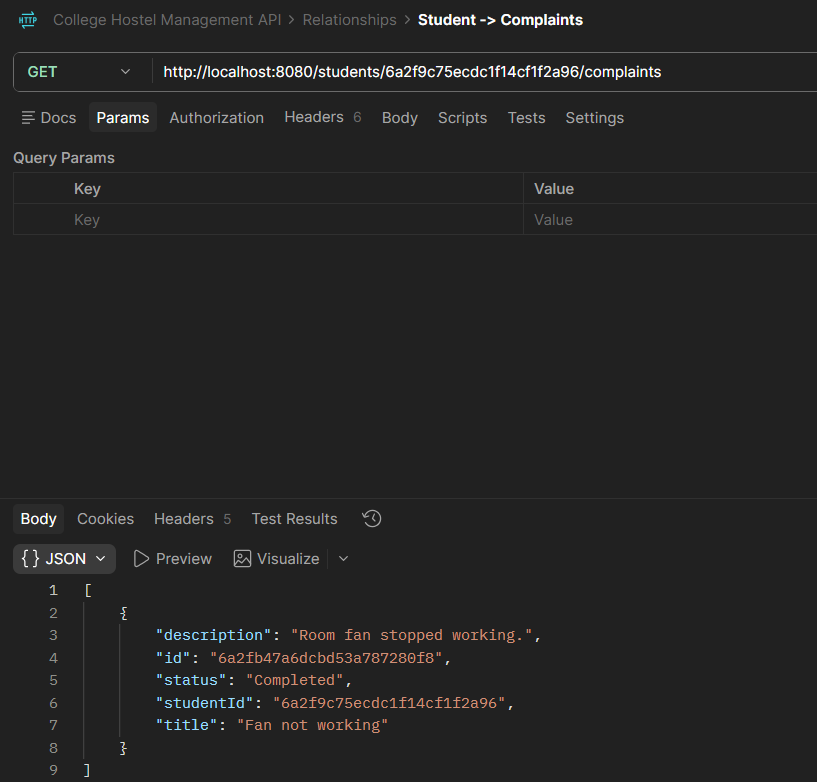 HTTP College Hostel Management API > Relationships > Student -> Complaints
GET http://localhost:8080/students/6a2f9c75ecdc1f14cf1f2a96/complaints
Docs Params Authorization Headers 6 Body Scripts Tests Settings
Query Params
Key Value
Key Value
Body Cookies Headers 5 Test Results
{ } JSON Preview Visualize
1 [
2 {
3 "description": "Room fan stopped working.",
4 "id": "6a2fb47a6dcbd53a787280f8",
5 "status": "Completed",
6 "studentId": "6a2f9c75ecdc1f14cf1f2a96",
7 "title": "Fan not working"
8 }
9 ]